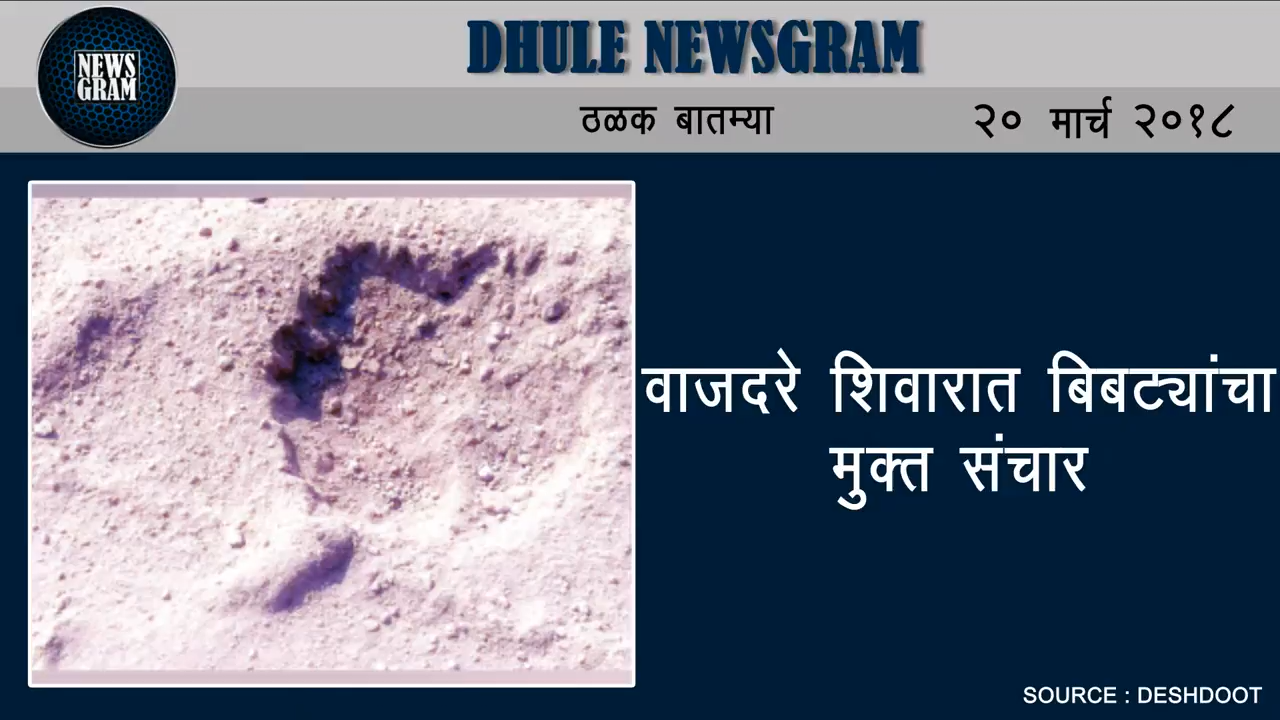 NEWS
GRAM
DHULE NEWSGRAM
ठळक बातम्या
२० मार्च २०१८
वाजदरे शिवारात बिबट्यांचा
मुक्त संचार
SOURCE : DESHDOOT